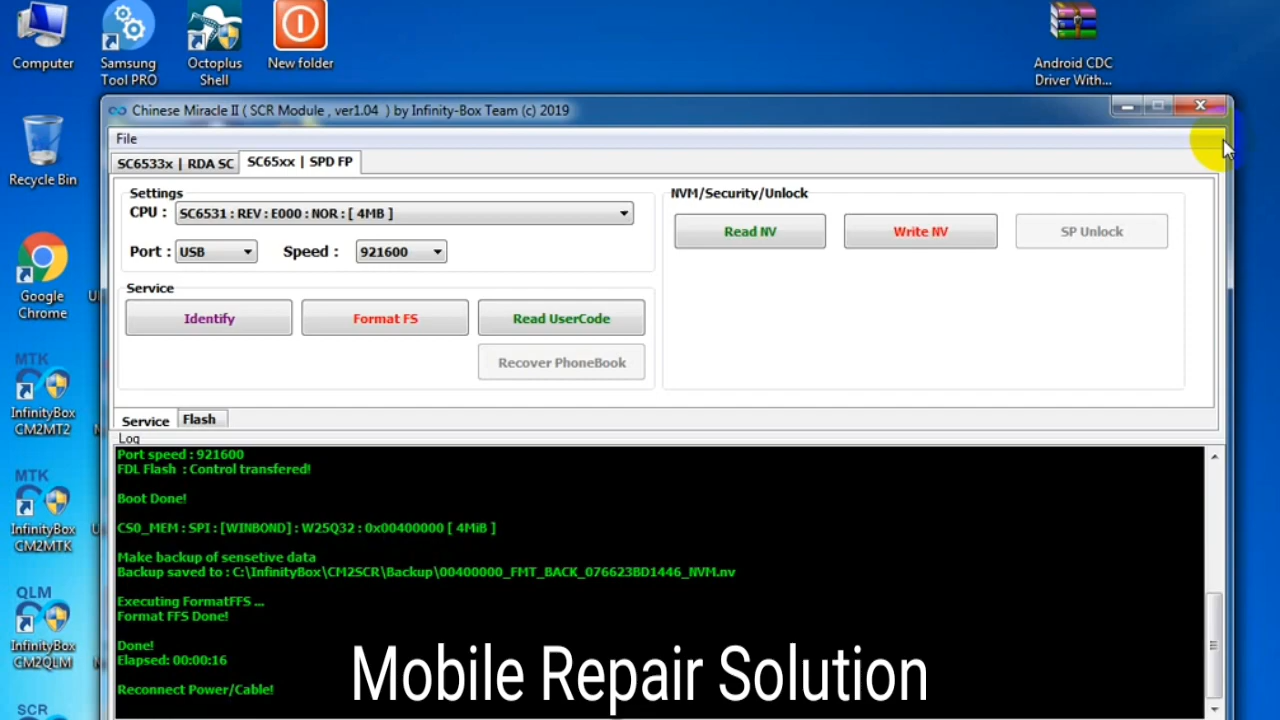 Computer
Samsung
Tool PRO
Octoplus
Shell
New folder
Android CDC
Driver With...
Recycle Bin
Google
Chrome
MTK
InfinityBox
CM2MT2
MTK
InfinityBox
CM2MTK
QLM
InfinityBox
CM2QLM
SCR
Chinese Miracle II ( SCR Module , ver1.04 ) by Infinity-Box Team (c) 2019
File
SC6533x | RDA SC
SC65xx | SPD FP
Settings
CPU : SC6531 : REV : E000 : NOR : [ 4MB ]
Port : USB Speed : 921600
Service
Identify Format FS Read UserCode
Recover PhoneBook
NVM/Security/Unlock
Read NV Write NV SP Unlock
Service Flash
Log
Port speed : 921600
FDL Flash : Control transfered!
Boot Done!
CS0_MEM : SPI : [WINBOND] : W25Q32 : 0x00400000 [ 4MiB ]
Make backup of sensetive data
Backup saved to : C:\InfinityBox\CM2SCR\Backup\00400000_FMT_BACK_076623BD1446_NVM.nv
Executing FormatFFS ...
Format FFS Done!
Done!
Elapsed: 00:00:16
Reconnect Power/Cable!
Mobile Repair Solution